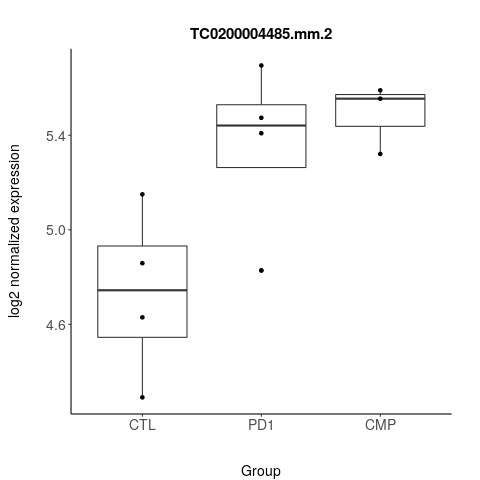 TC0200004485.mm.2
log2 normalized expression
5.4
5.0
4.6
CTL PD1 CMP
Group